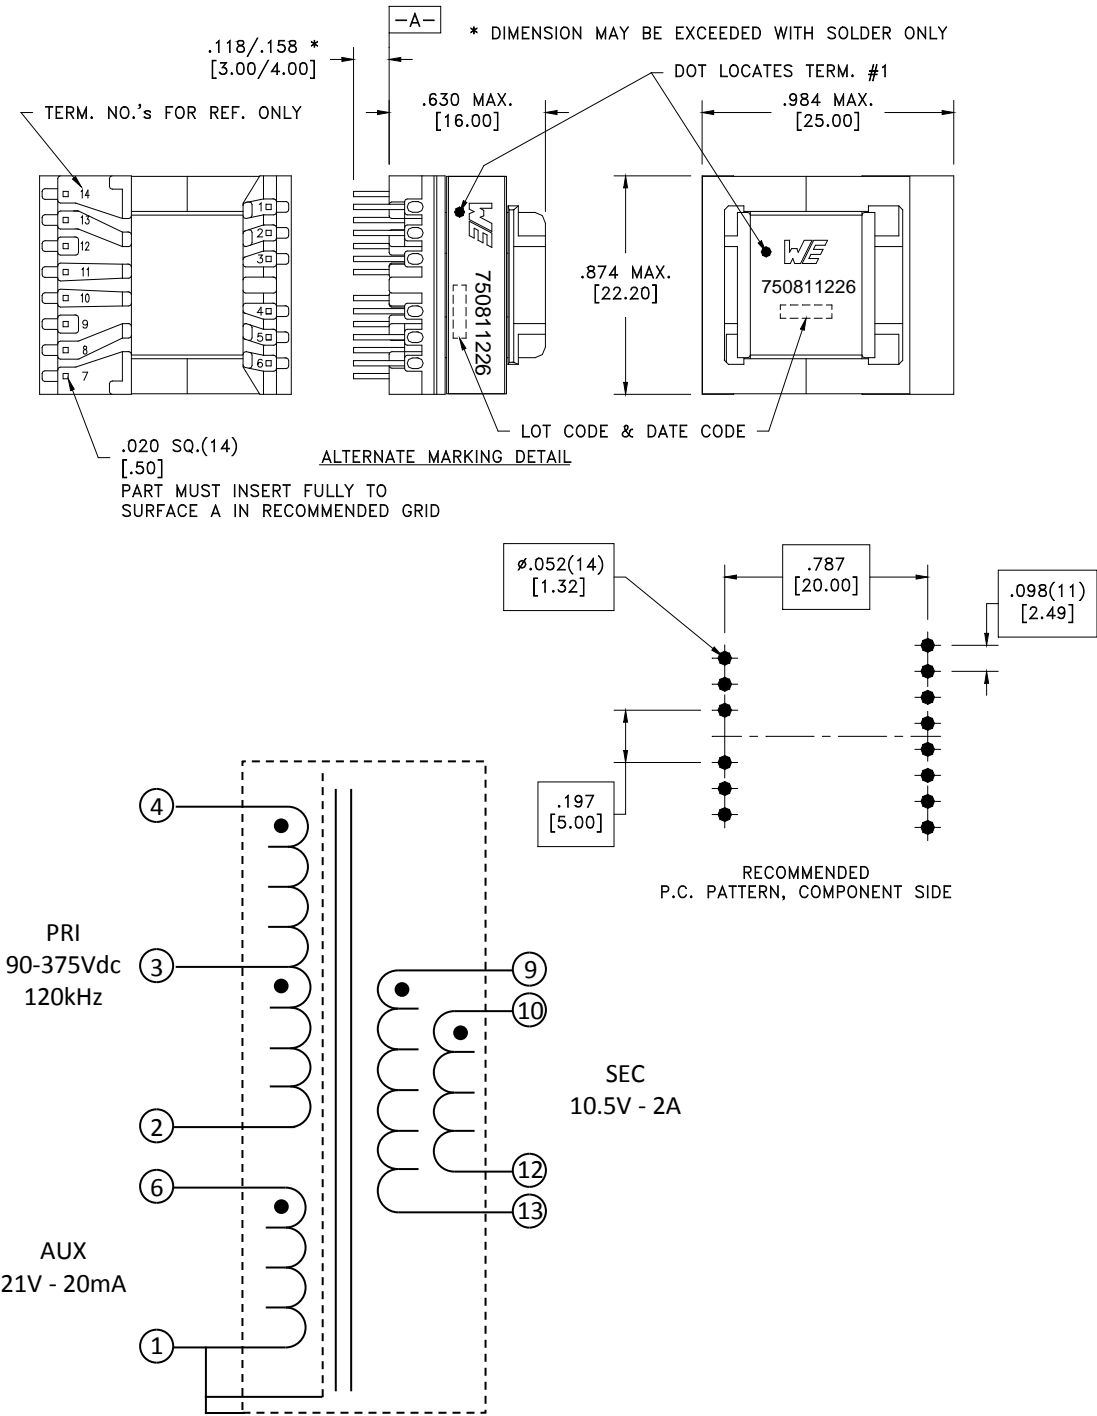 -A-
* DIMENSION MAY BE EXCEEDED WITH SOLDER ONLY
.118/.158 *
[3.00/4.00]
DOT LOCATES TERM. #1
.630 MAX.
[16.00]
.984 MAX.
[25.00]
TERM. NO.'s FOR REF. ONLY
14
13
12
11
10
9
8
7
1
2
3
4
5
6
WE
750811226
.874 MAX.
[22.20]
WE
750811226
LOT CODE & DATE CODE
.020 SQ.(14)
[.50]
PART MUST INSERT FULLY TO
SURFACE A IN RECOMMENDED GRID
ALTERNATE MARKING DETAIL
ø.052(14)
[1.32]
.787
[20.00]
.098(11)
[2.49]
.197
[5.00]
RECOMMENDED
P.C. PATTERN, COMPONENT SIDE
4
PRI
90-375Vdc
120kHz
3
2
6
AUX
21V - 20mA
1
9
10
SEC
10.5V - 2A
12
13